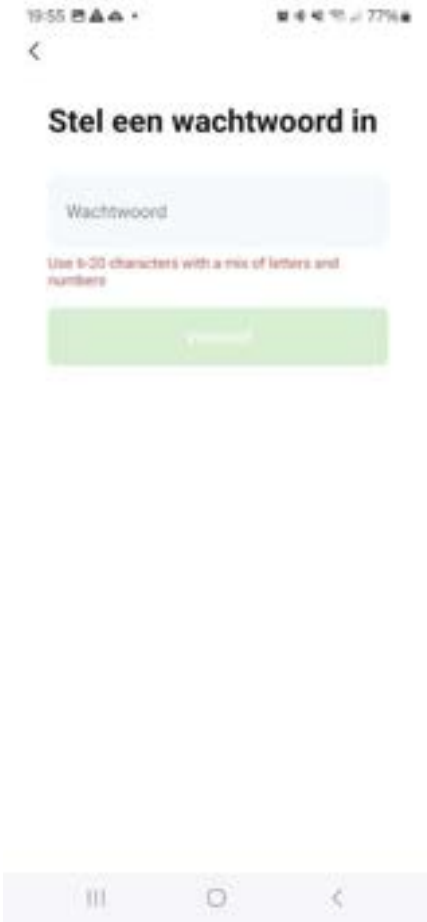 19:55
77%
Stel een wachtwoord in
Wachtwoord
Use 6-20 characters with a mix of letters and
numbers